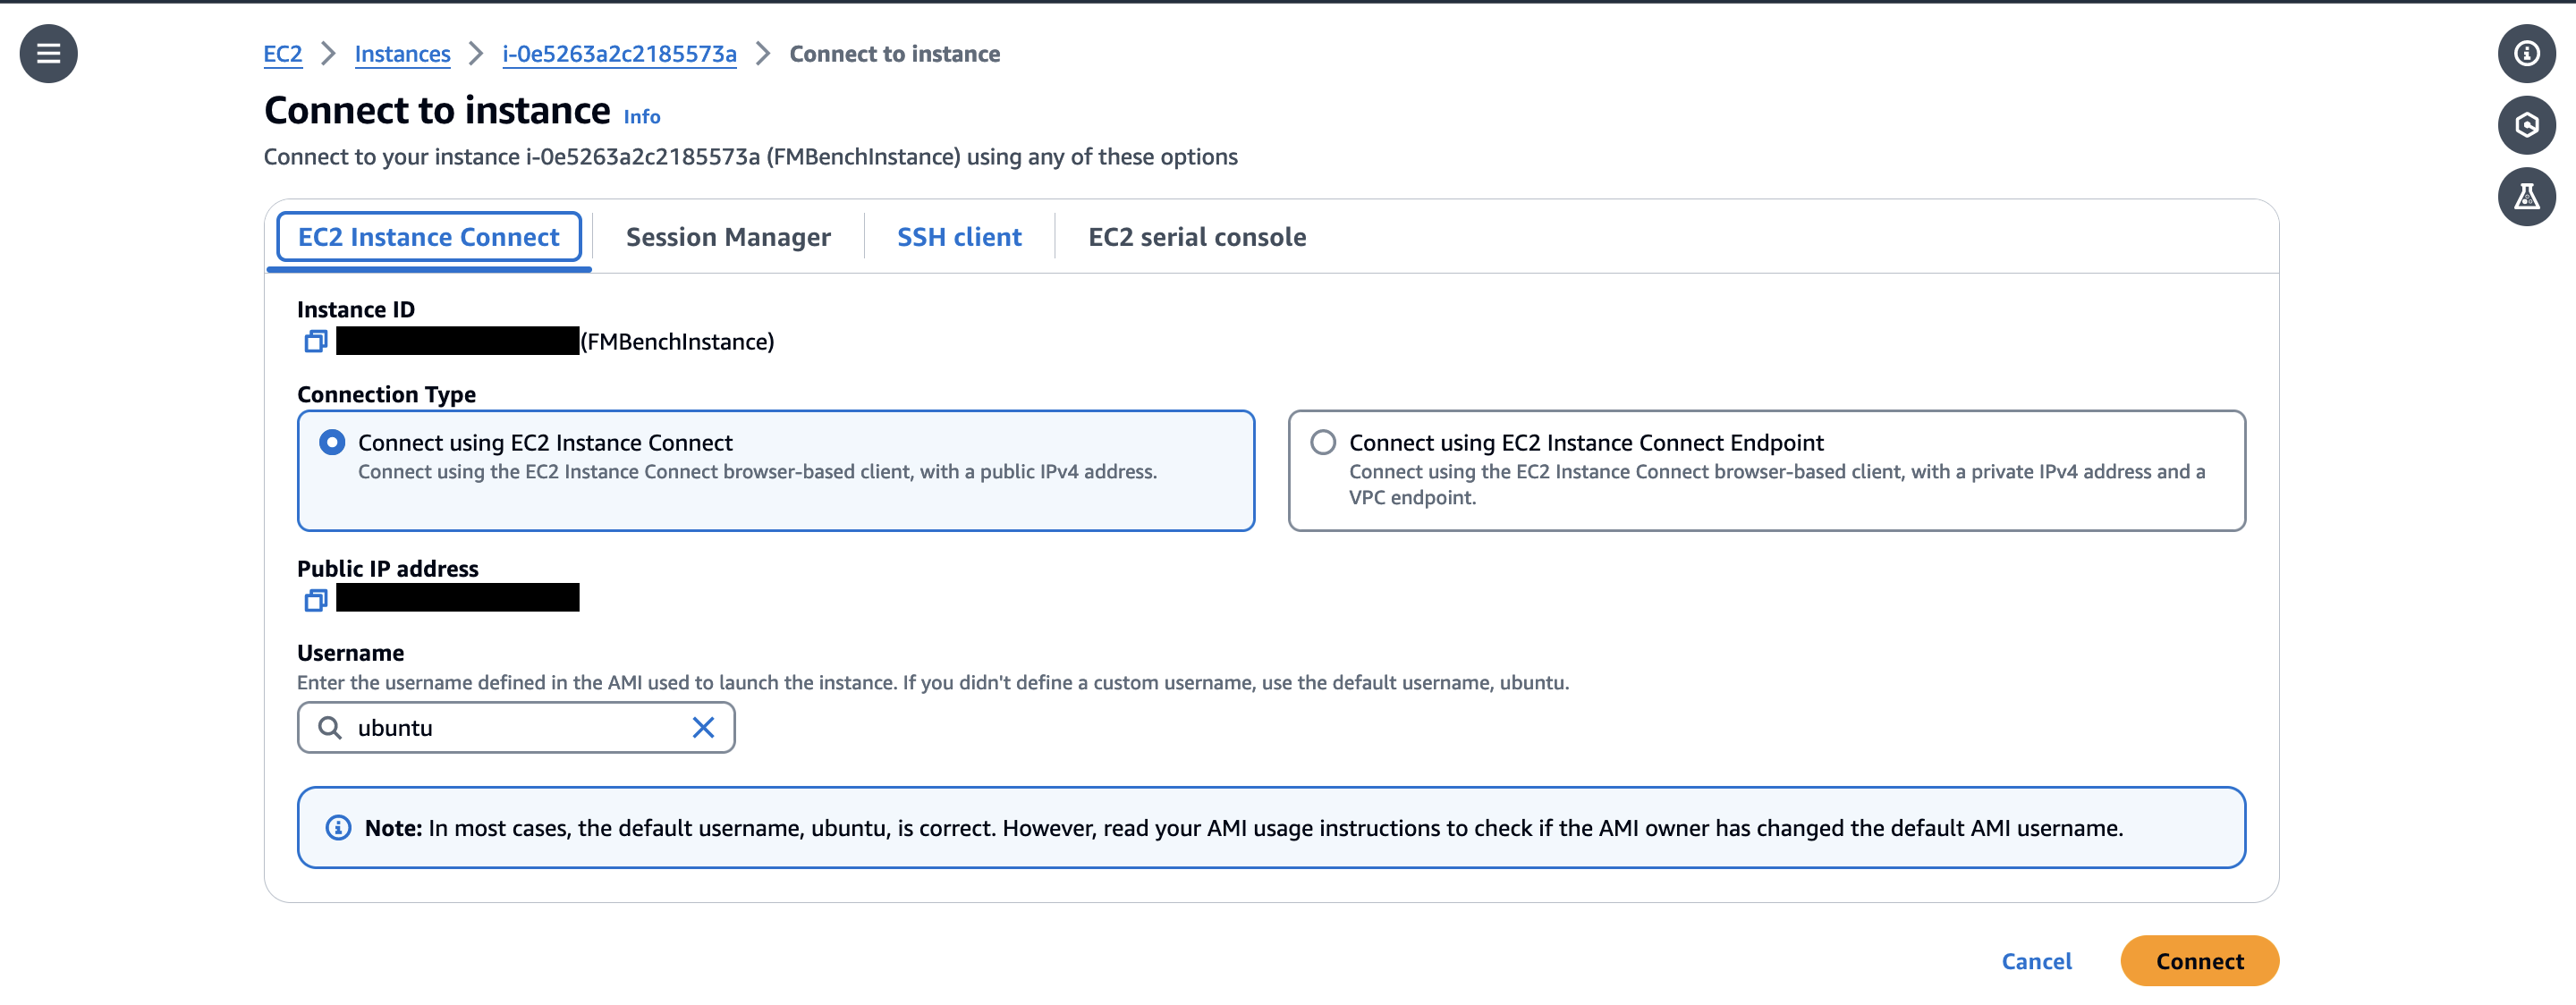 EC2 > Instances > i-0e5263a2c2185573a > Connect to instance
Connect to instance Info
Connect to your instance i-0e5263a2c2185573a (FMBenchInstance) using any of these options
EC2 Instance Connect Session Manager SSH client EC2 serial console
Instance ID
(FMBenchInstance)
Connection Type
Connect using EC2 Instance Connect
Connect using the EC2 Instance Connect browser-based client, with a public IPv4 address.
Connect using EC2 Instance Connect Endpoint
Connect using the EC2 Instance Connect browser-based client, with a private IPv4 address and a
VPC endpoint.
Public IP address
Username
Enter the username defined in the AMI used to launch the instance. If you didn't define a custom username, use the default username, ubuntu.
ubuntu
Note: In most cases, the default username, ubuntu, is correct. However, read your AMI usage instructions to check if the AMI owner has changed the default AMI username.
Cancel Connect